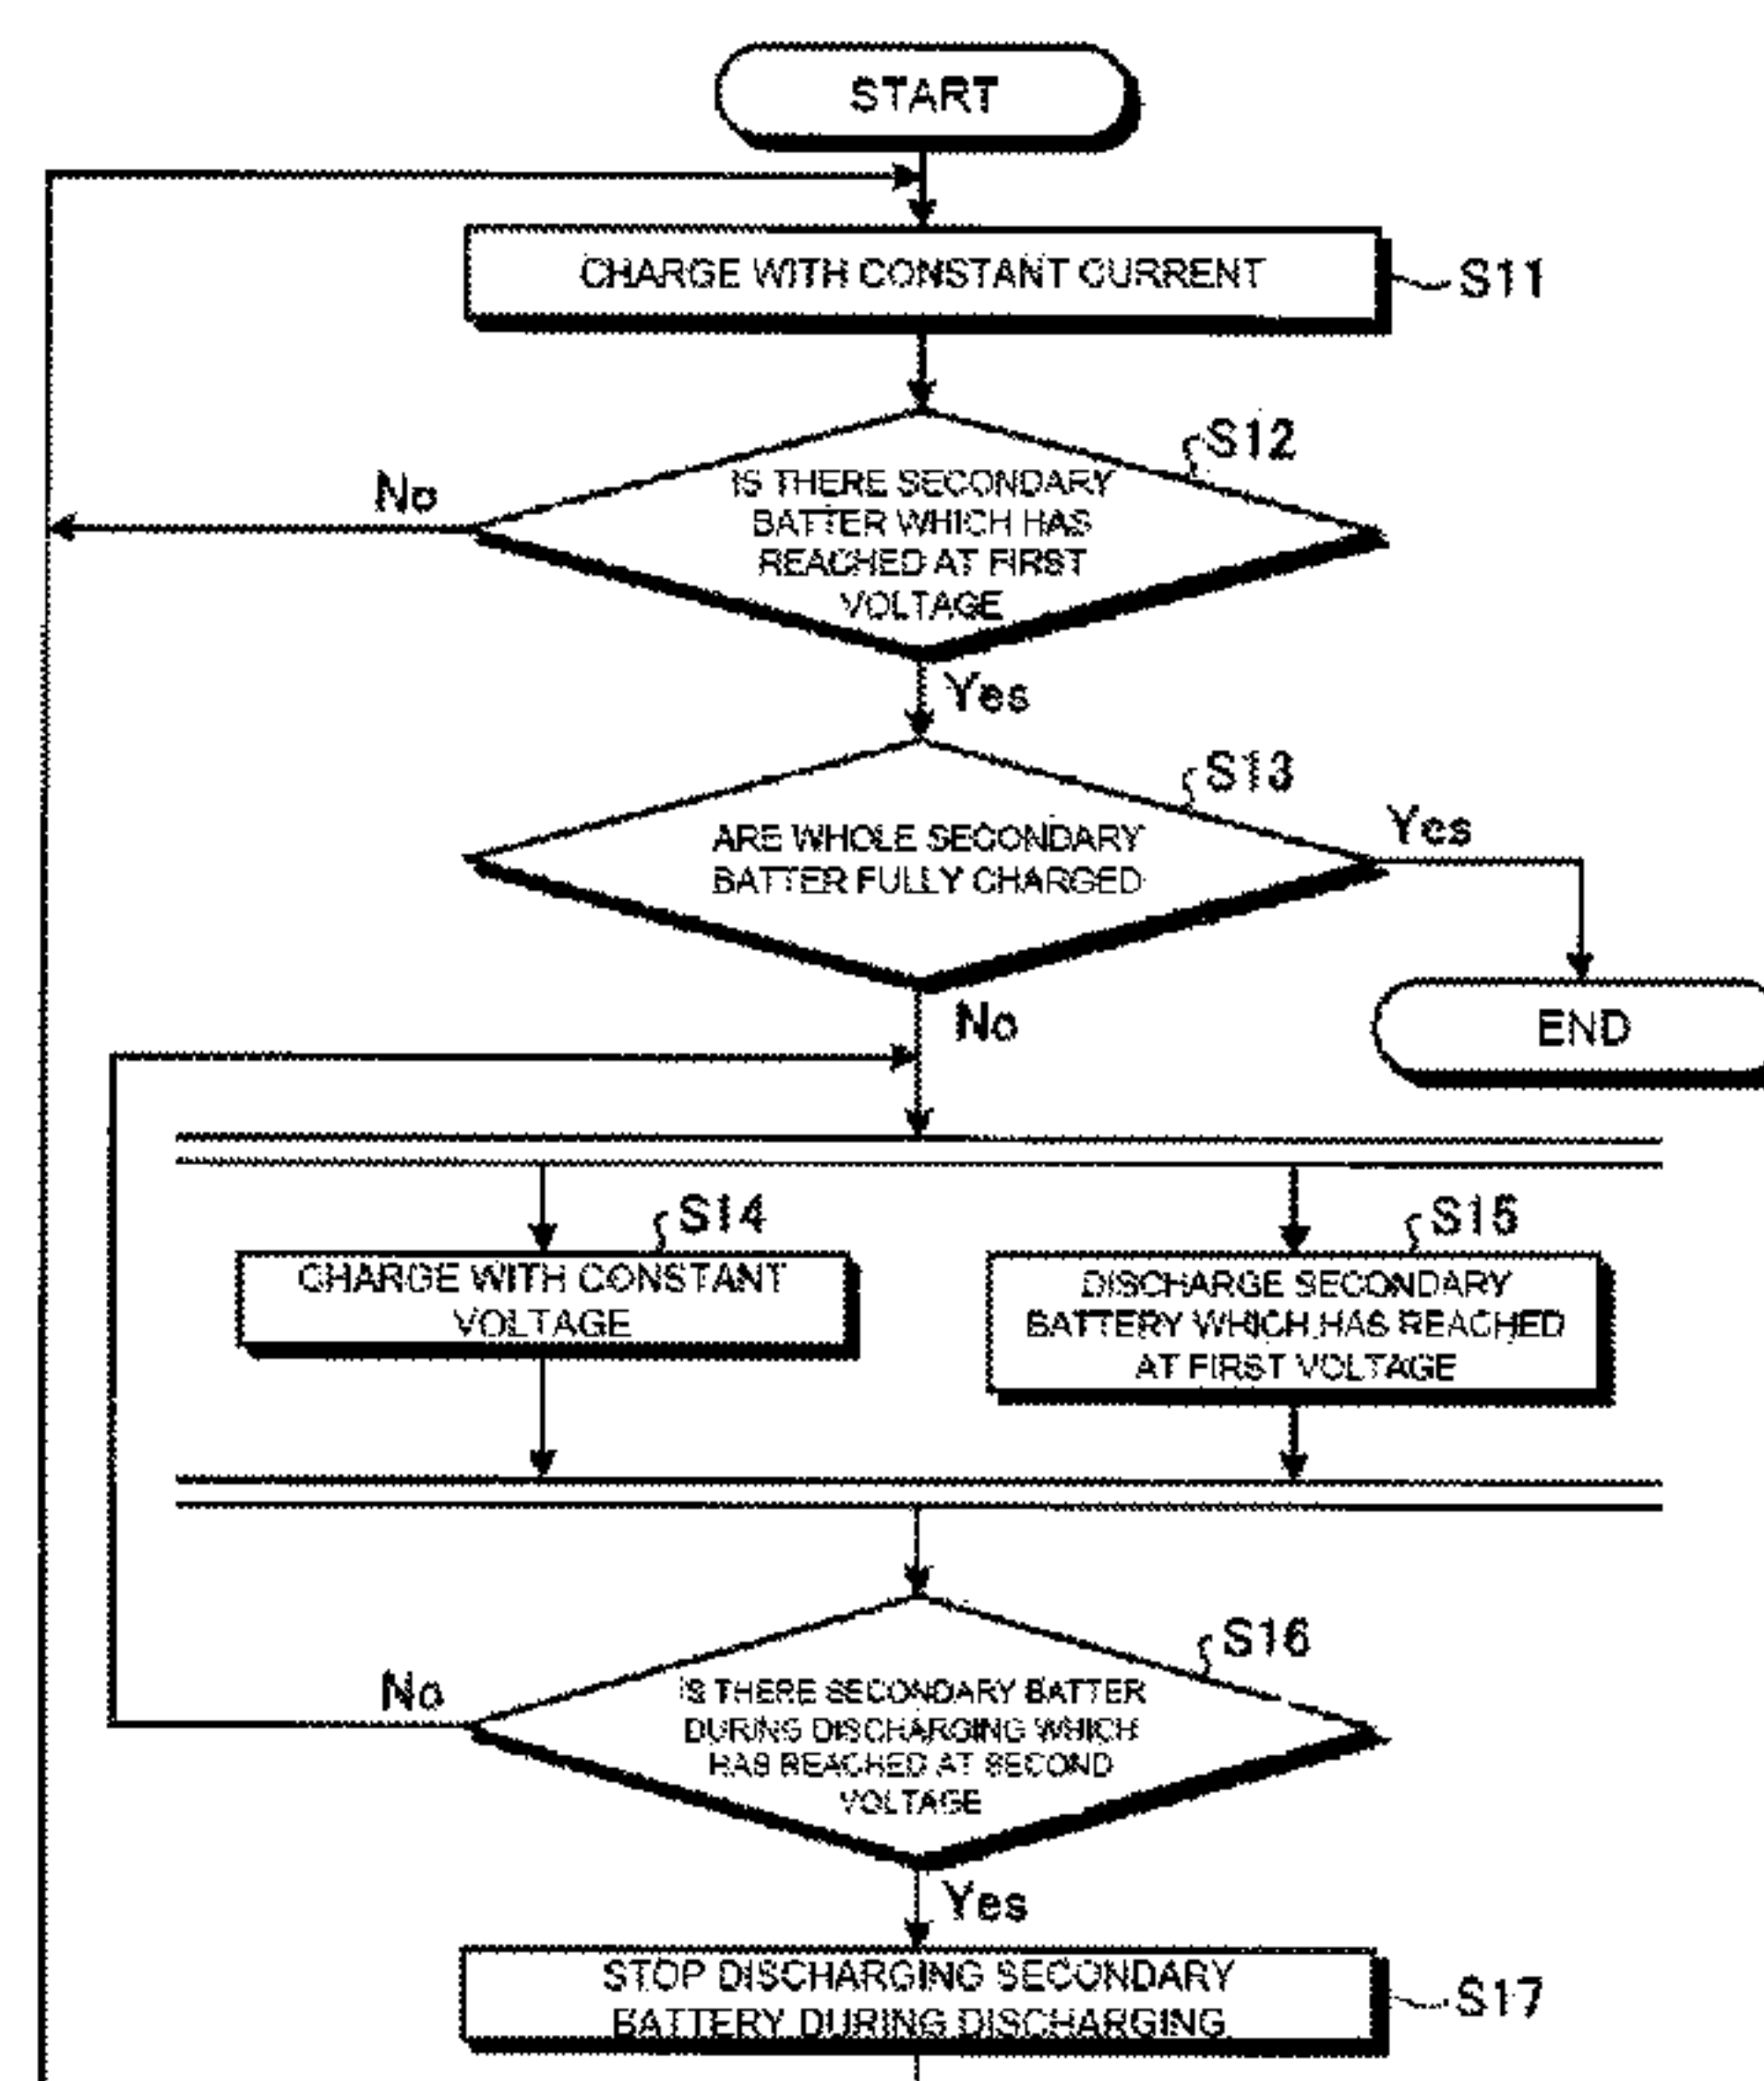 START
CHARGE WITH CONSTANT CURRENT
S11
S12
No
IS THERE SECONDARY
BATTER WHICH HAS
REACHED AT FIRST
VOLTAGE
Yes
S13
Yes
ARE WHOLE SECONDARY
BATTER FULLY CHARGED
No
END
S14
S15
CHARGE WITH CONSTANT
VOLTAGE
DISCHARGE SECONDARY
BATTERY WHICH HAS REACHED
AT FIRST VOLTAGE
S16
No
IS THERE SECONDARY BATTER
DURING DISCHARGING WHICH
HAS REACHED AT SECOND
VOLTAGE
Yes
STOP DISCHARGING SECONDARY
BATTERY DURING DISCHARGING
S17